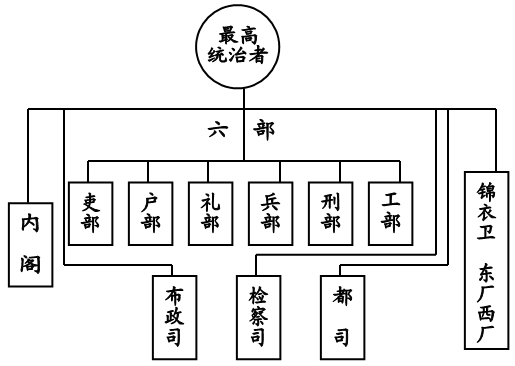 最高
统治者
六部
吏部
户部
礼部
兵部
刑部
工部
内阁
锦衣卫 东厂西厂
布政司
检察司
都司